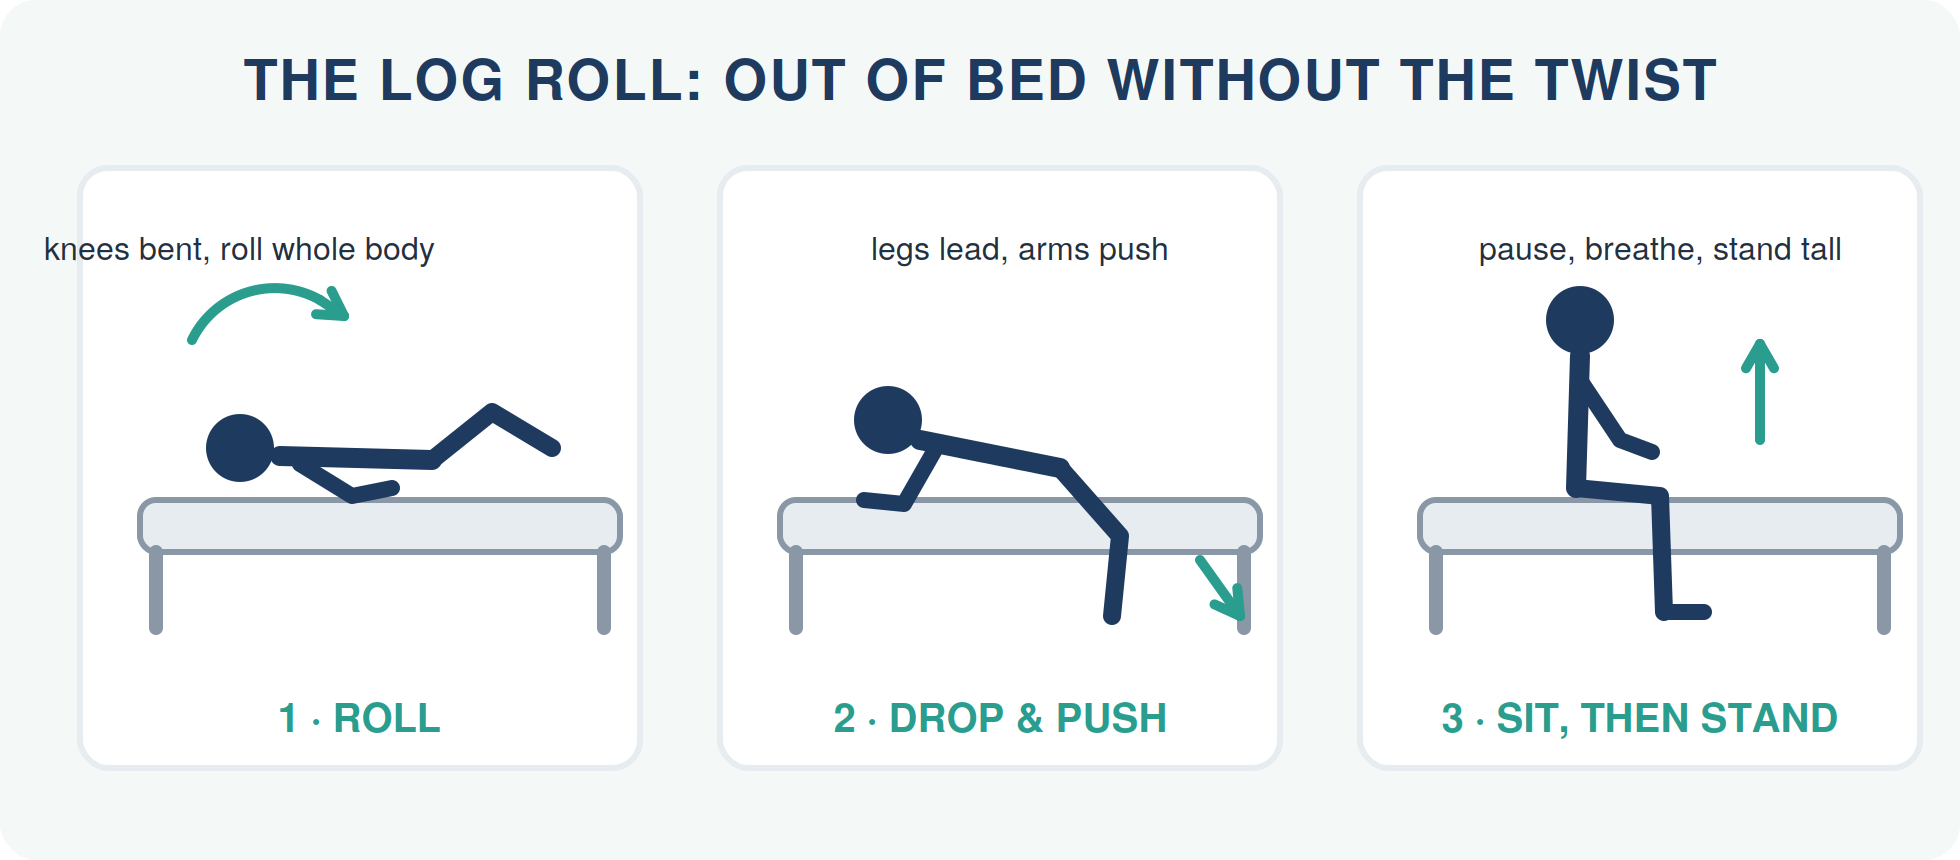 THE LOG ROLL: OUT OF BED WITHOUT THE TWIST
knees bent, roll whole body
1 · ROLL
legs lead, arms push
2 · DROP & PUSH
pause, breathe, stand tall
3 · SIT, THEN STAND